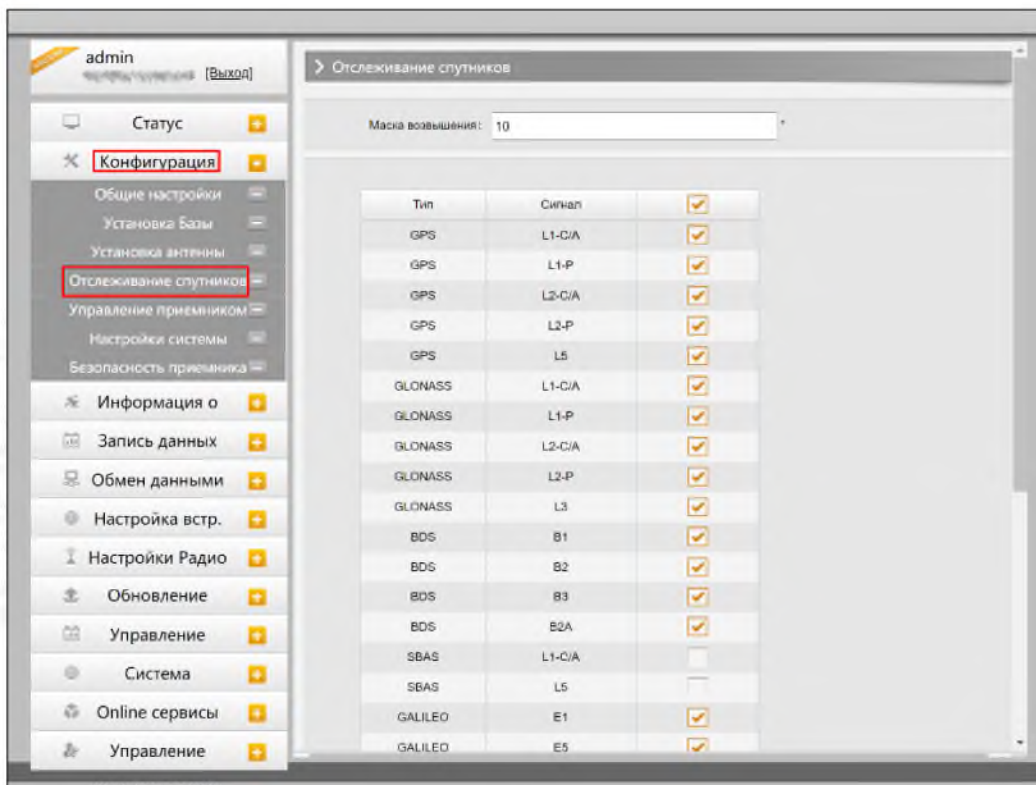 admin
[Выход]
Статус
Конфигурация
Общие настройки
Установка Базы
Установка антенны
Отслеживание спутников
Управление приемником
Настройки системы
Безопасность приемника
Информация о
Запись данных
Обмен данными
Настройка встр.
Настройки Радио
Обновление
Управление
Система
Online сервисы
Управление
Отслеживание спутников
Маска возвышения: 10 °
Тип Сигнал
GPS L1-C/A
GPS L1-P
GPS L2-C/A
GPS L2-P
GPS L5
GLONASS L1-C/A
GLONASS L1-P
GLONASS L2-C/A
GLONASS L2-P
GLONASS L3
BDS B1
BDS B2
BDS B3
BDS B2A
SBAS L1-C/A
SBAS L5
GALILEO E1
GALILEO E5